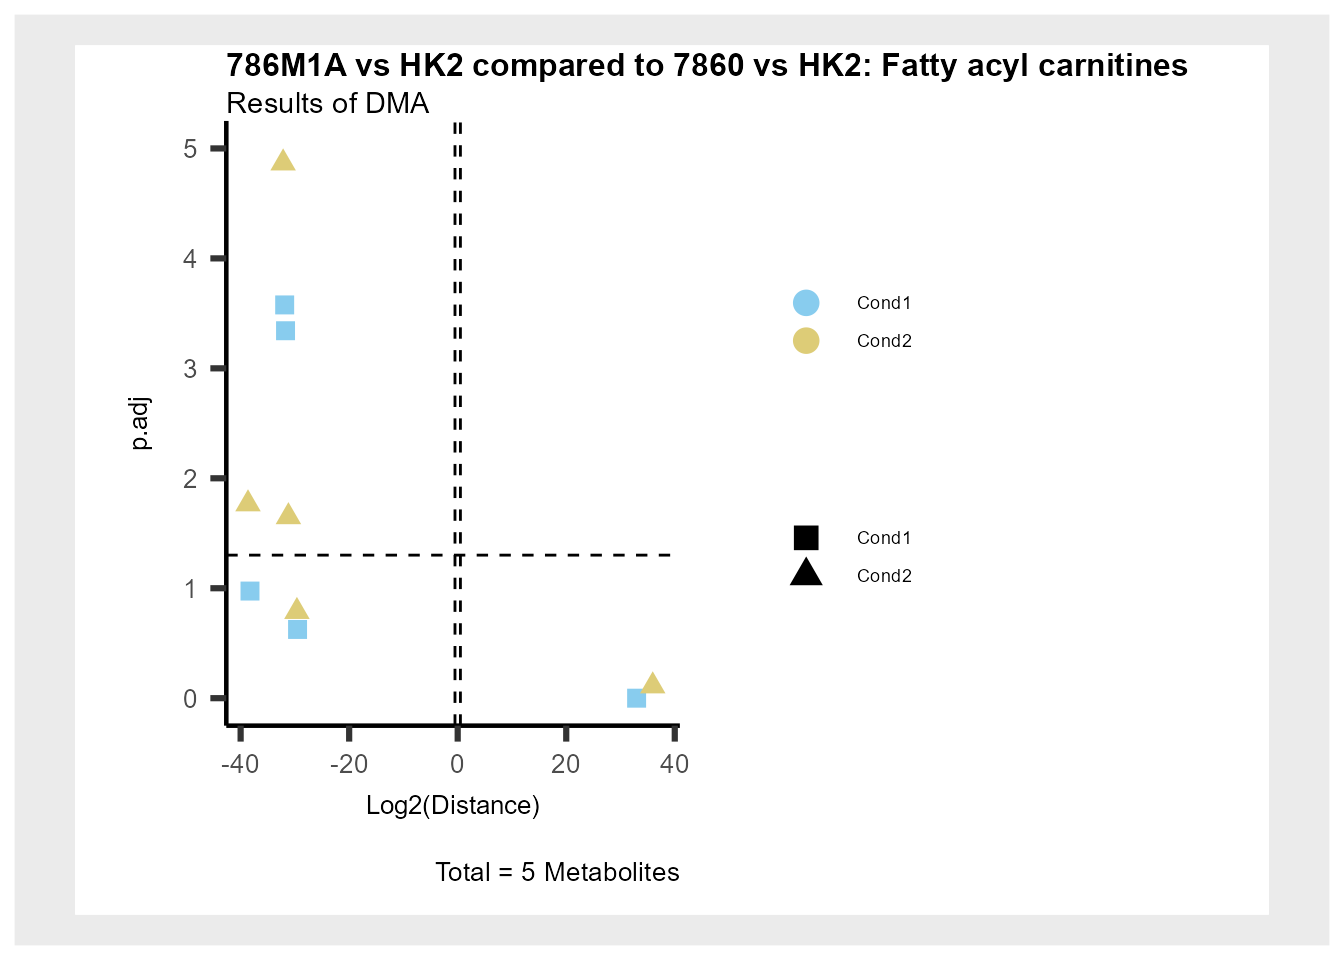 786M1A vs HK2 compared to 7860 vs HK2: Fatty acyl carnitines
Results of DMA
5
4
3
2
1
0
p.adj
-40 -20 0 20 40
Log2(Distance)
Total = 5 Metabolites
Cond1
Cond2
Cond1
Cond2